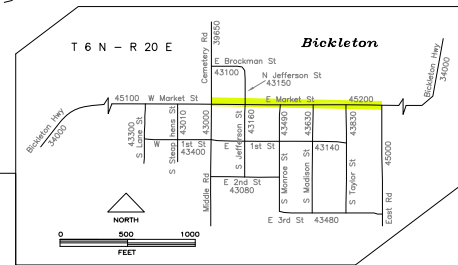 T 6 N - R 20 E
Bickleton
Cemetery Rd
39650
E Brockman St
43100
N Jefferson St
43150
Bickleton Hwy
34000
45100
W Market St
E Market St
45200
Bickleton Hwy
34000
S Lane St
43300
S Steaphens St
43010
43000
S Jefferson St
43160
43490
43630
43830
W 1st St
43400
E 1st St
43140
S Monroe St
S Madison St
S Taylor St
45000
Middle Rd
E 2nd St
43080
East Rd
E 3rd St
43480
NORTH
0 500 1000
FEET